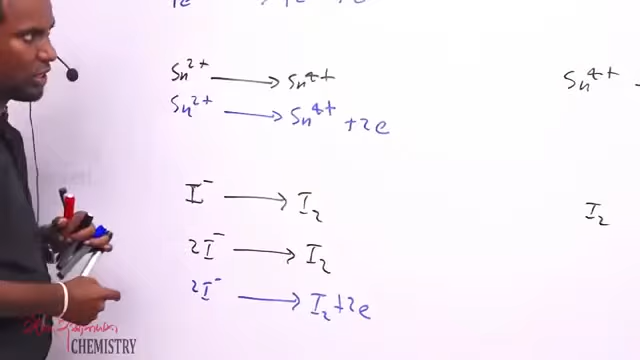 Sn²⁺ → Sn⁴⁺
Sn⁴⁺
Sn²⁺ → Sn⁴⁺ + 2e
I⁻ → I₂
I₂
2I⁻ → I₂
2I⁻ → I₂ + 2e
CHEMISTRY